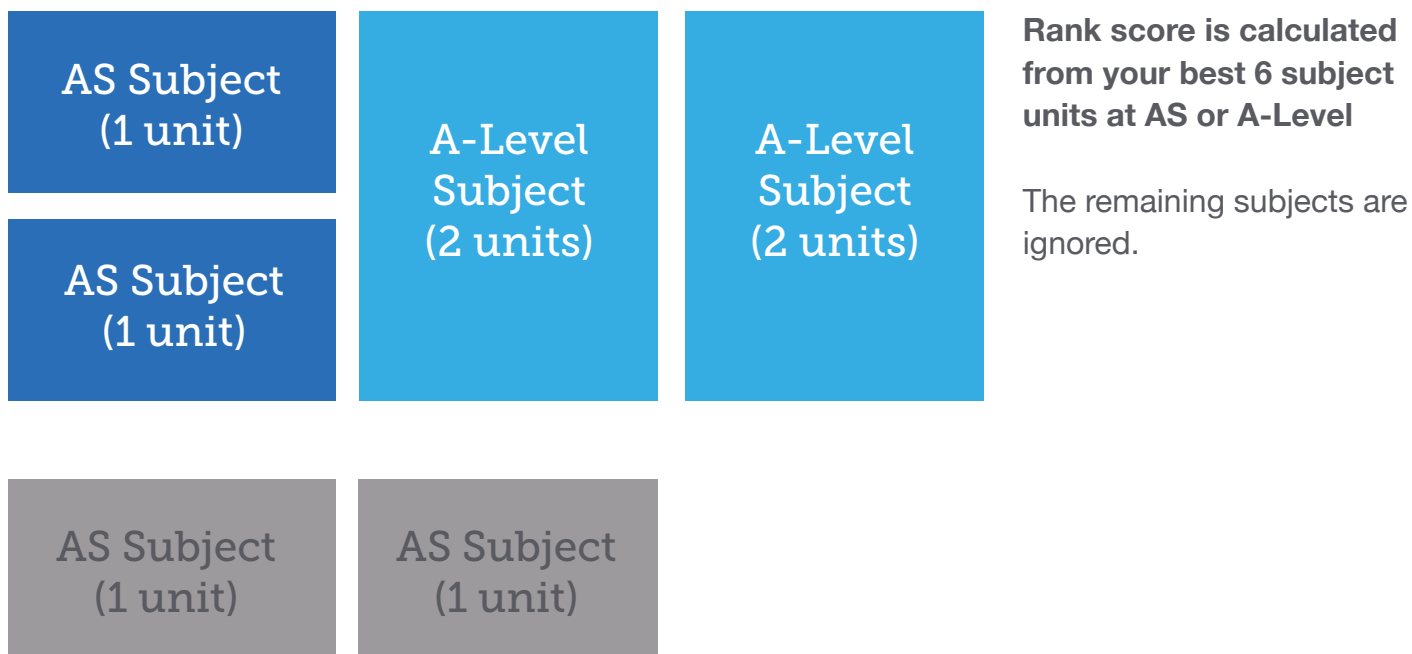 AS Subject
(1 unit)
AS Subject
(1 unit)
A-Level
Subject
(2 units)
A-Level
Subject
(2 units)
Rank score is calculated
from your best 6 subject
units at AS or A-Level
The remaining subjects are
ignored.
AS Subject
(1 unit)
AS Subject
(1 unit)